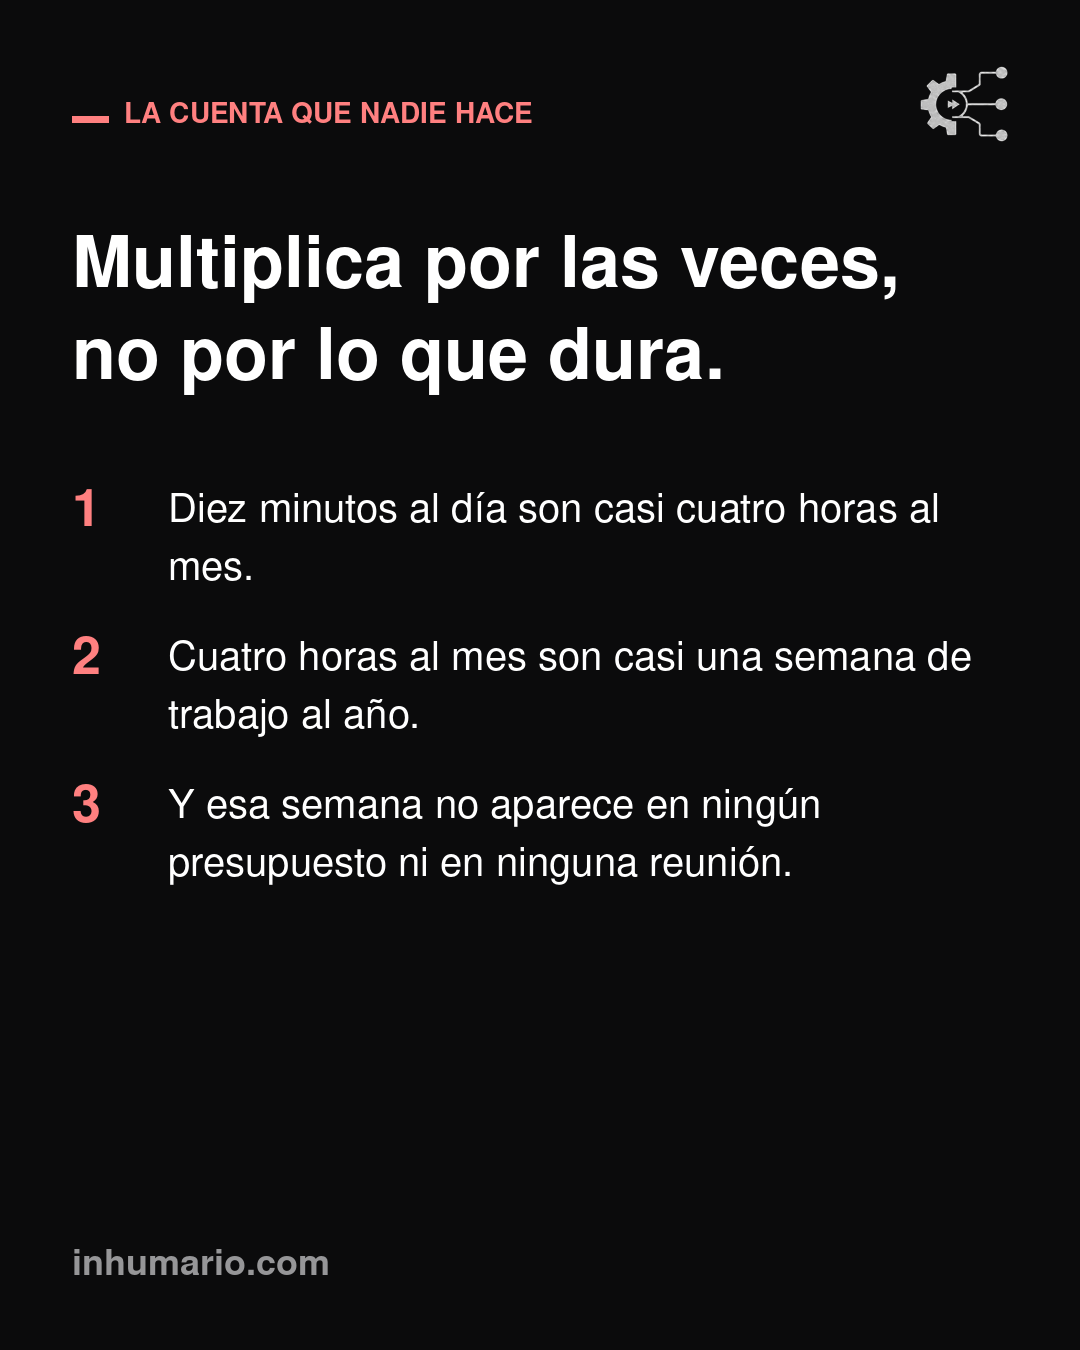 LA CUENTA QUE NADIE HACE
Multiplica por las veces,
no por lo que dura.
1 Diez minutos al día son casi cuatro horas al
mes.
2 Cuatro horas al mes son casi una semana de
trabajo al año.
3 Y esa semana no aparece en ningún
presupuesto ni en ninguna reunión.
inhumario.com